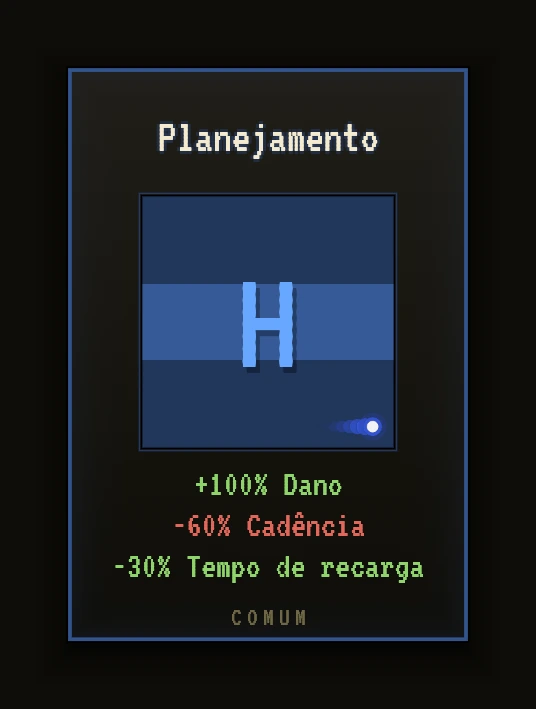 Planejamento
H
+100% Dano
-60% Cadência
-30% Tempo de recarga
COMUM